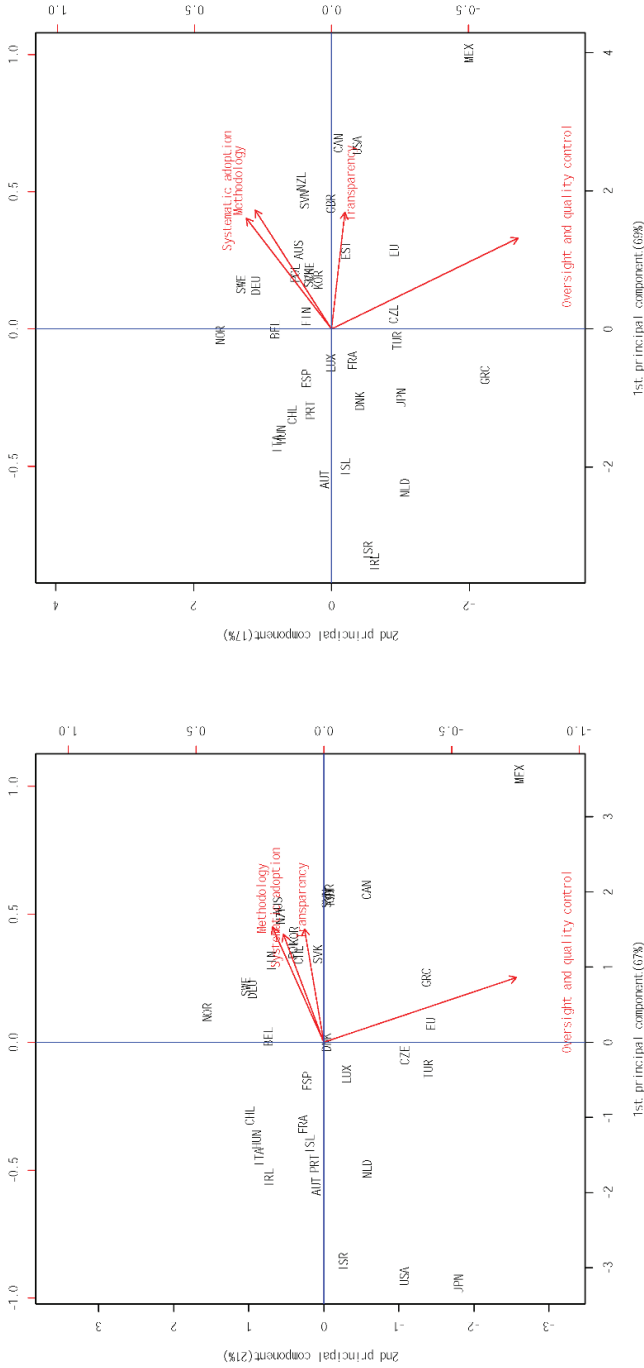 1.0
0.5
0.0
-0.5
0.5
0.0
-0.5
MEX
CAN
USA
NZL
SVN
GBR
Transparency
Systematic adoption
Methodology
AUS
EST
EU
KOR
SWE
DEU
FIN
CZL
NOR
BEL
TUR
LUX
FRA
ESP
GRC
DNK
JPN
CHL
PRT
HUN
ITA
ISL
AUT
NLD
ISR
IRL
Oversight and quality control
4
2
0
-2
1st principal component(69%)
4
2
0
-2
2nd principal component(17%)
1.0
0.5
0.0
-0.5
-1.0
1.0
0.5
0.0
-0.5
-1.0
MEX
CAN
Methodology
AUS
KOR
SVK
GRC
SWE
DEU
NOR
EU
BEL
CZE
TUR
LUX
ESP
CHL
FRA
HUN
ISL
ITA
PRT
NLD
IRL
AUT
ISR
USA
JPN
Oversight and quality control
3
2
1
0
-1
-2
-3
1st principal component(67%)
3
2
1
0
-1
-2
-3
2nd principal component(21%)